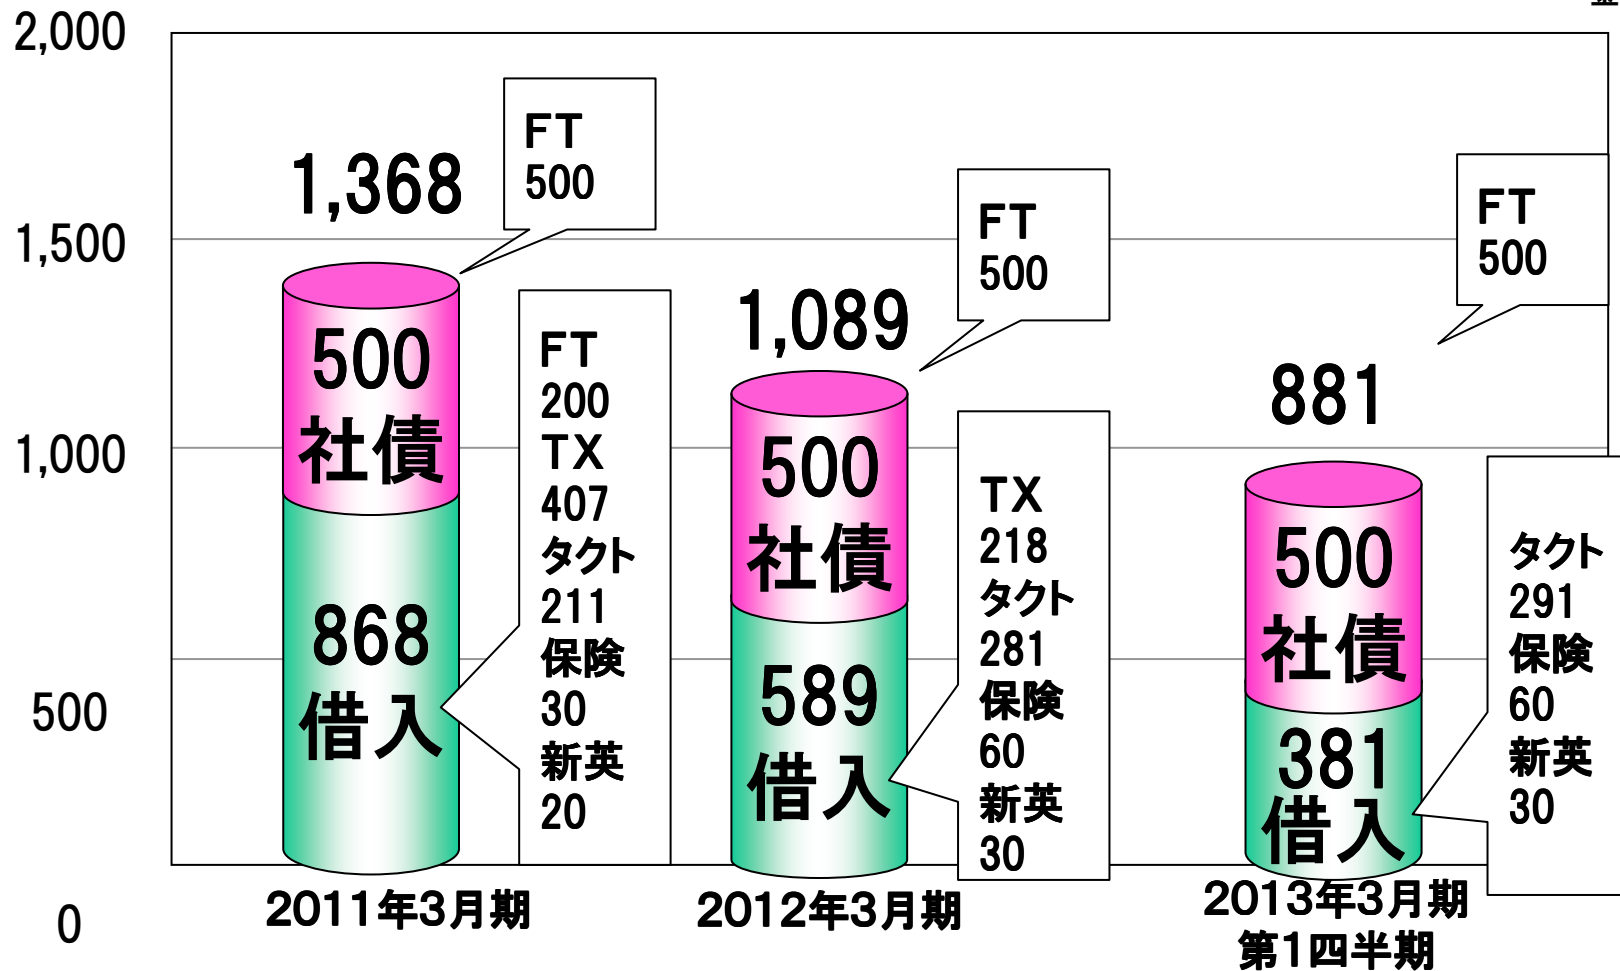 2,000
1,500
1,000
500
0
1,368
FT
500
500
社債
868
借入
FT
200
TX
407
タクト
211
保険
30
新英
20
2011年3月期
1,089
FT
500
500
社債
589
借入
TX
218
タクト
281
保険
60
新英
30
2012年3月期
881
FT
500
500
社債
381
借入
タクト
291
保険
60
新英
30
2013年3月期
第1四半期